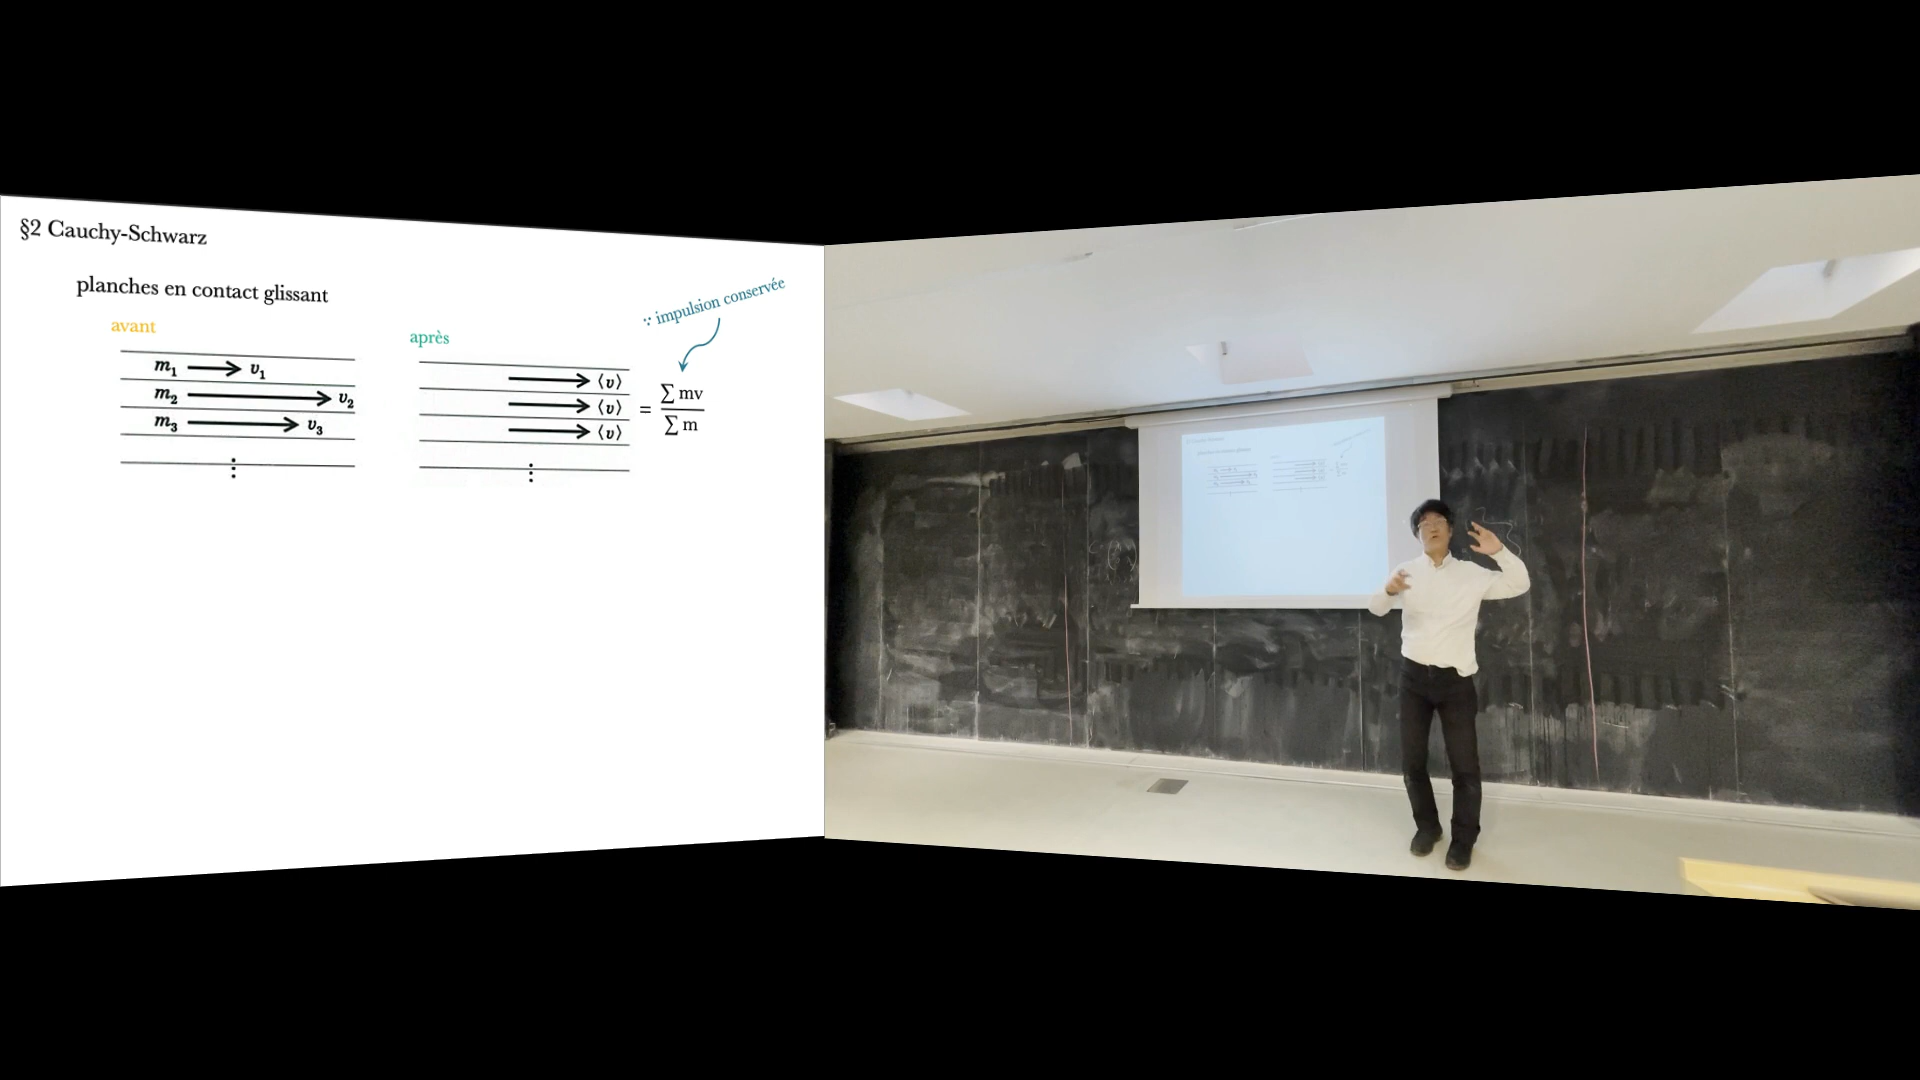 §2 Cauchy-Schwarz
planches en contact glissant
avant
m₁ → v₁
m₂ → v₂
m₃ → v₃
⋮
après
→ ⟨v⟩
→ ⟨v⟩
→ ⟨v⟩
⋮
= ∑ mv / ∑ m
∵ impulsion conservée